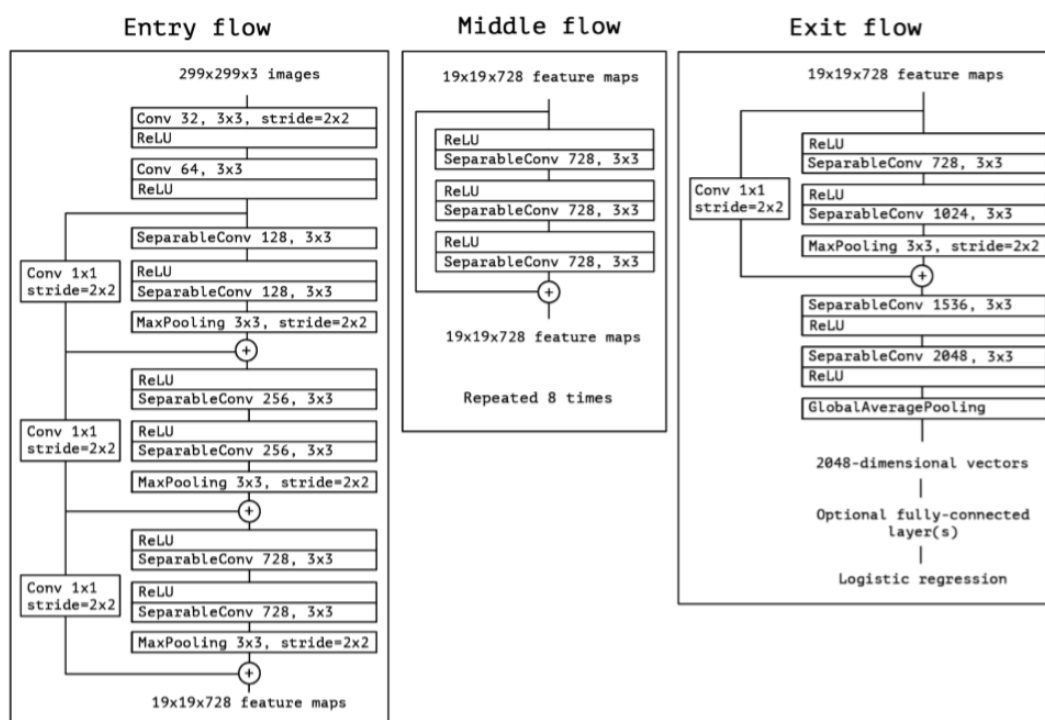 Entry flow
299x299x3 images
Conv 32, 3x3, stride=2x2
ReLU
Conv 64, 3x3
ReLU
SeparableConv 128, 3x3
Conv 1x1
stride=2x2
ReLU
SeparableConv 128, 3x3
MaxPooling 3x3, stride=2x2
+
ReLU
SeparableConv 256, 3x3
Conv 1x1
stride=2x2
ReLU
SeparableConv 256, 3x3
MaxPooling 3x3, stride=2x2
+
ReLU
SeparableConv 728, 3x3
Conv 1x1
stride=2x2
ReLU
SeparableConv 728, 3x3
MaxPooling 3x3, stride=2x2
+
19x19x728 feature maps
Middle flow
19x19x728 feature maps
ReLU
SeparableConv 728, 3x3
ReLU
SeparableConv 728, 3x3
ReLU
SeparableConv 728, 3x3
+
19x19x728 feature maps
Repeated 8 times
Exit flow
19x19x728 feature maps
ReLU
SeparableConv 728, 3x3
Conv 1x1
stride=2x2
ReLU
SeparableConv 1024, 3x3
MaxPooling 3x3, stride=2x2
+
SeparableConv 1536, 3x3
ReLU
SeparableConv 2048, 3x3
ReLU
GlobalAveragePooling
2048-dimensional vectors
Optional fully-connected
layer(s)
Logistic regression